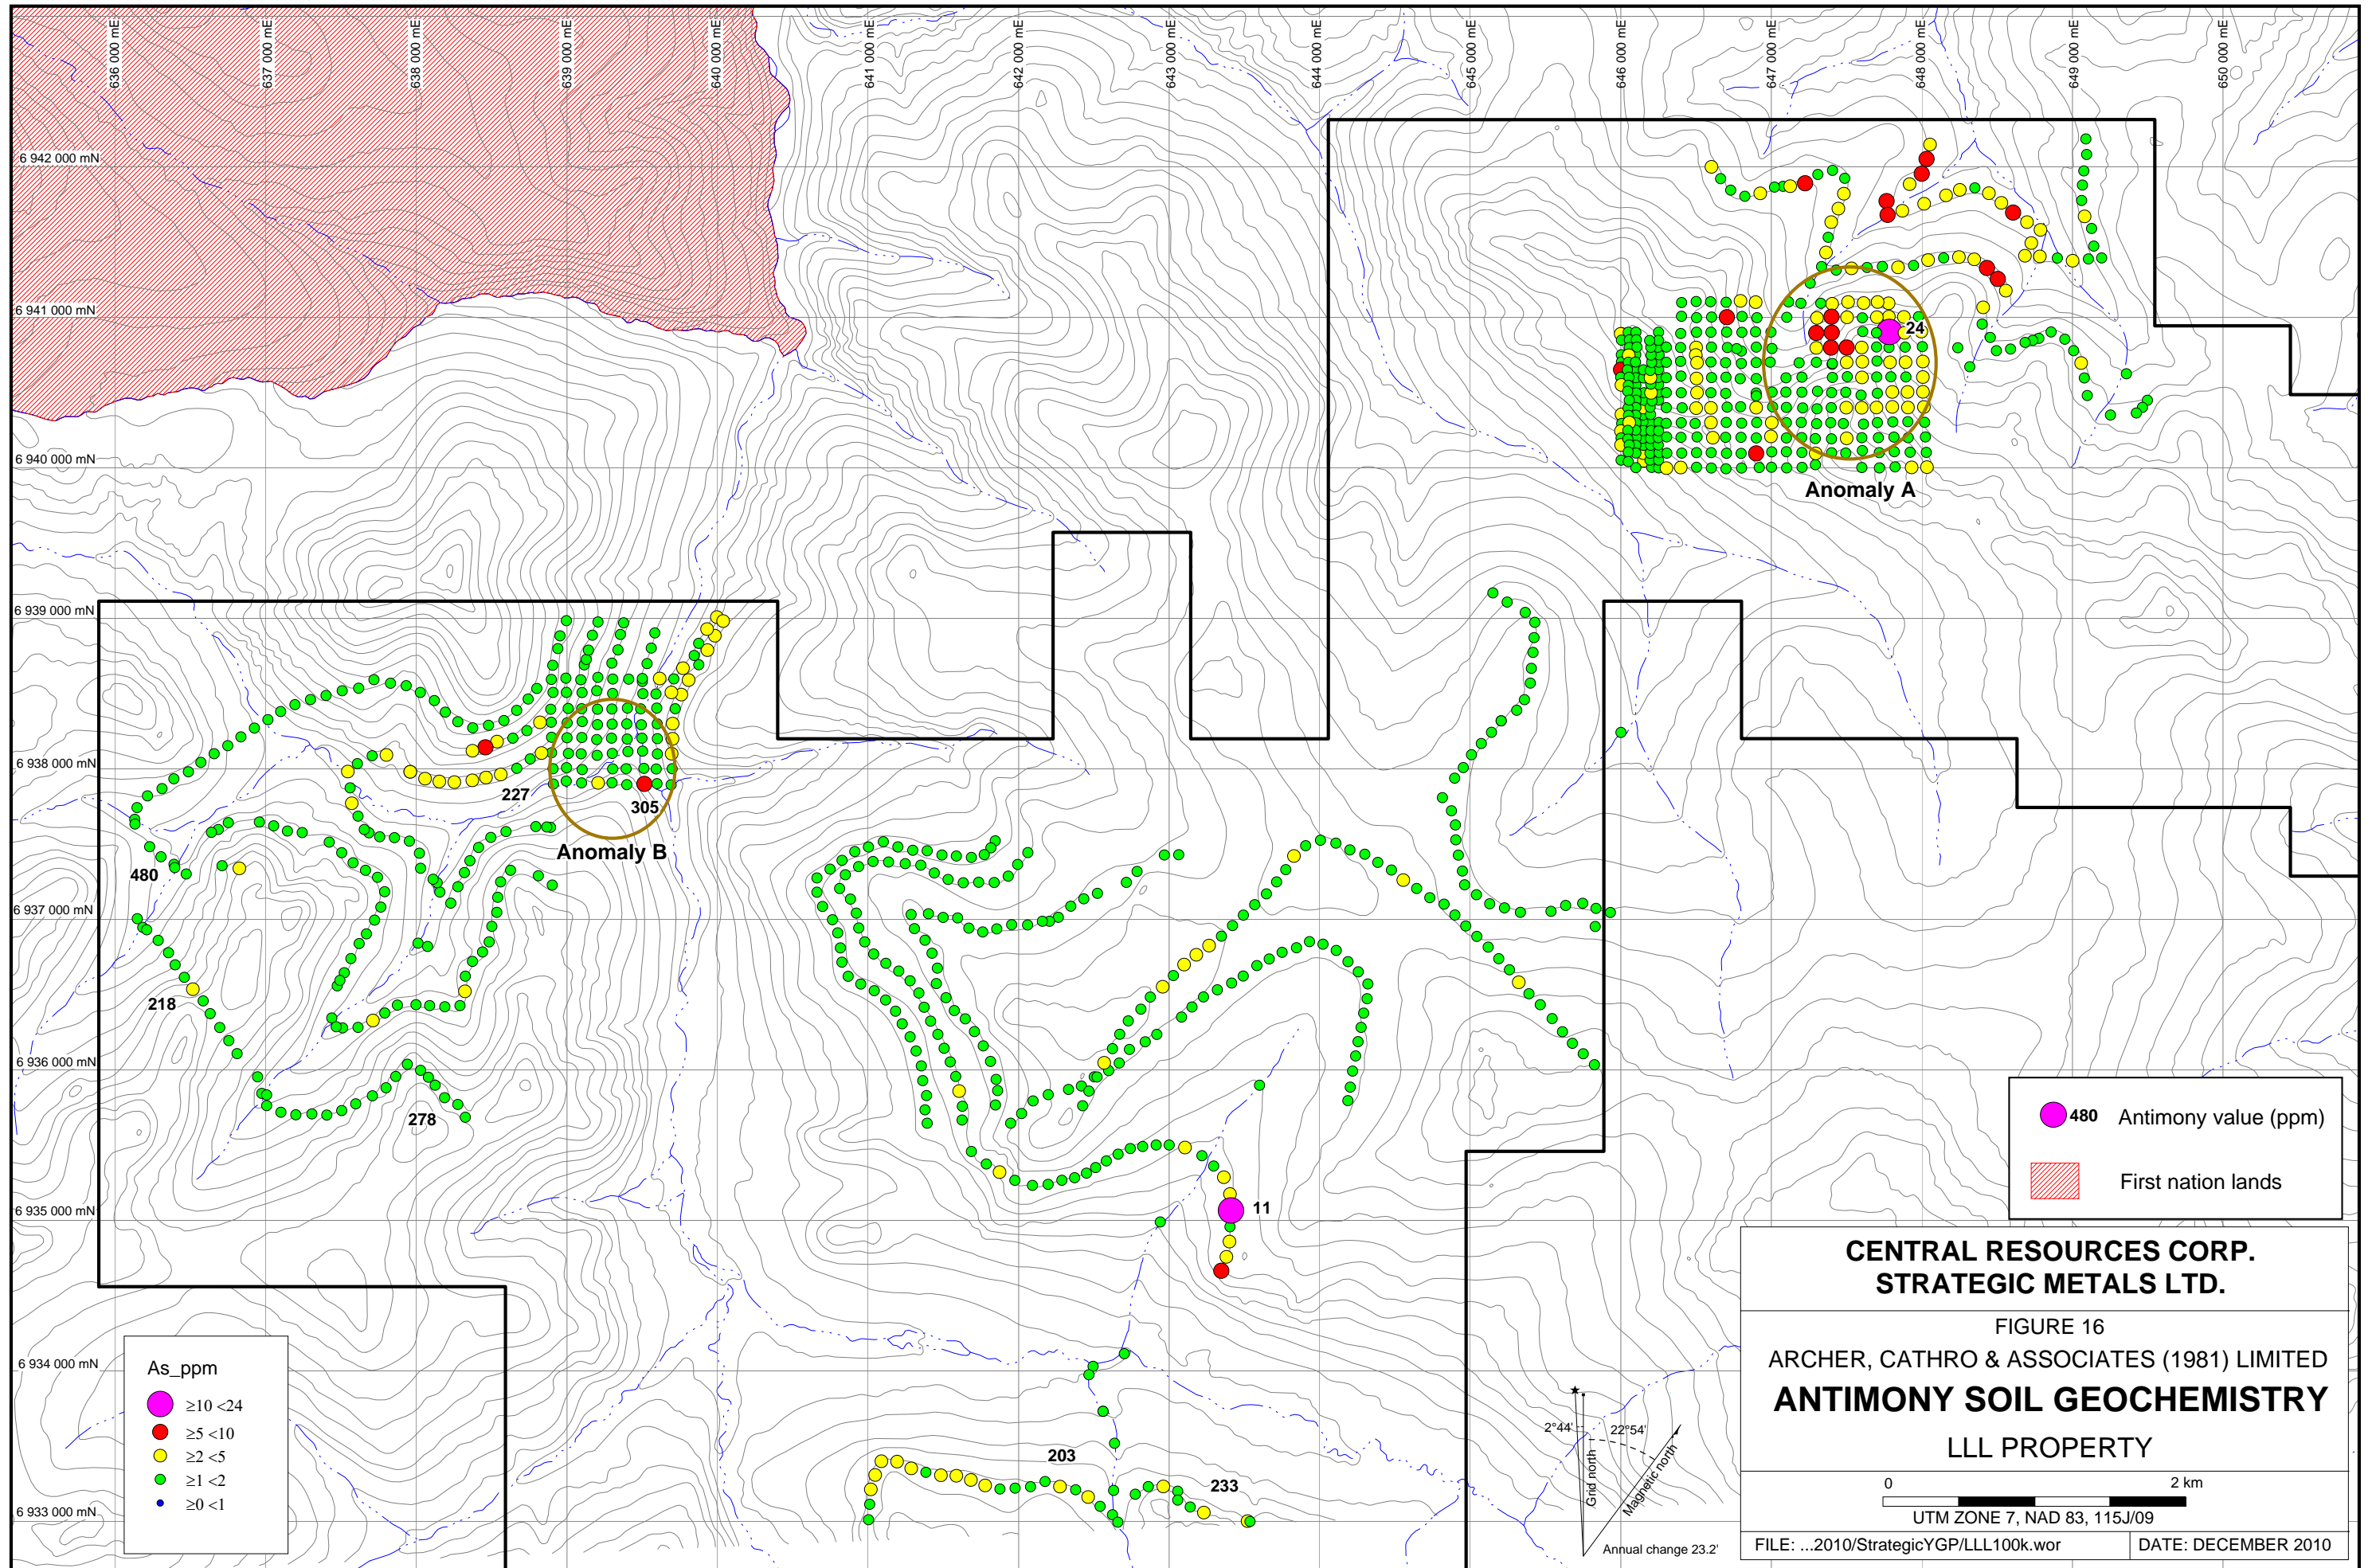 636 000 mE
637 000 mE
638 000 mE
639 000 mE
640 000 mE
641 000 mE
642 000 mE
643 000 mE
644 000 mE
645 000 mE
646 000 mE
647 000 mE
648 000 mE
649 000 mE
650 000 mE
6 942 000 mN
6 941 000 mN
24
6 940 000 mN
Anomaly A
6 939 000 mN
6 938 000 mN
227
305
Anomaly B
480
6 937 000 mN
218
6 936 000 mN
278
480 Antimony value (ppm)
First nation lands
6 935 000 mN
11
CENTRAL RESOURCES CORP.
STRATEGIC METALS LTD.
FIGURE 16
ARCHER, CATHRO & ASSOCIATES (1981) LIMITED
ANTIMONY SOIL GEOCHEMISTRY
LLL PROPERTY
0 2 km
UTM ZONE 7, NAD 83, 115J/09
FILE: ...2010/StrategicYGP/LLL100k.wor
DATE: DECEMBER 2010
6 934 000 mN
As_ppm
≥10 <24
≥5 <10
≥2 <5
≥1 <2
≥0 <1
2°44'
22°54'
Grid north
Magnetic north
Annual change 23.2'
203
233
6 933 000 mN